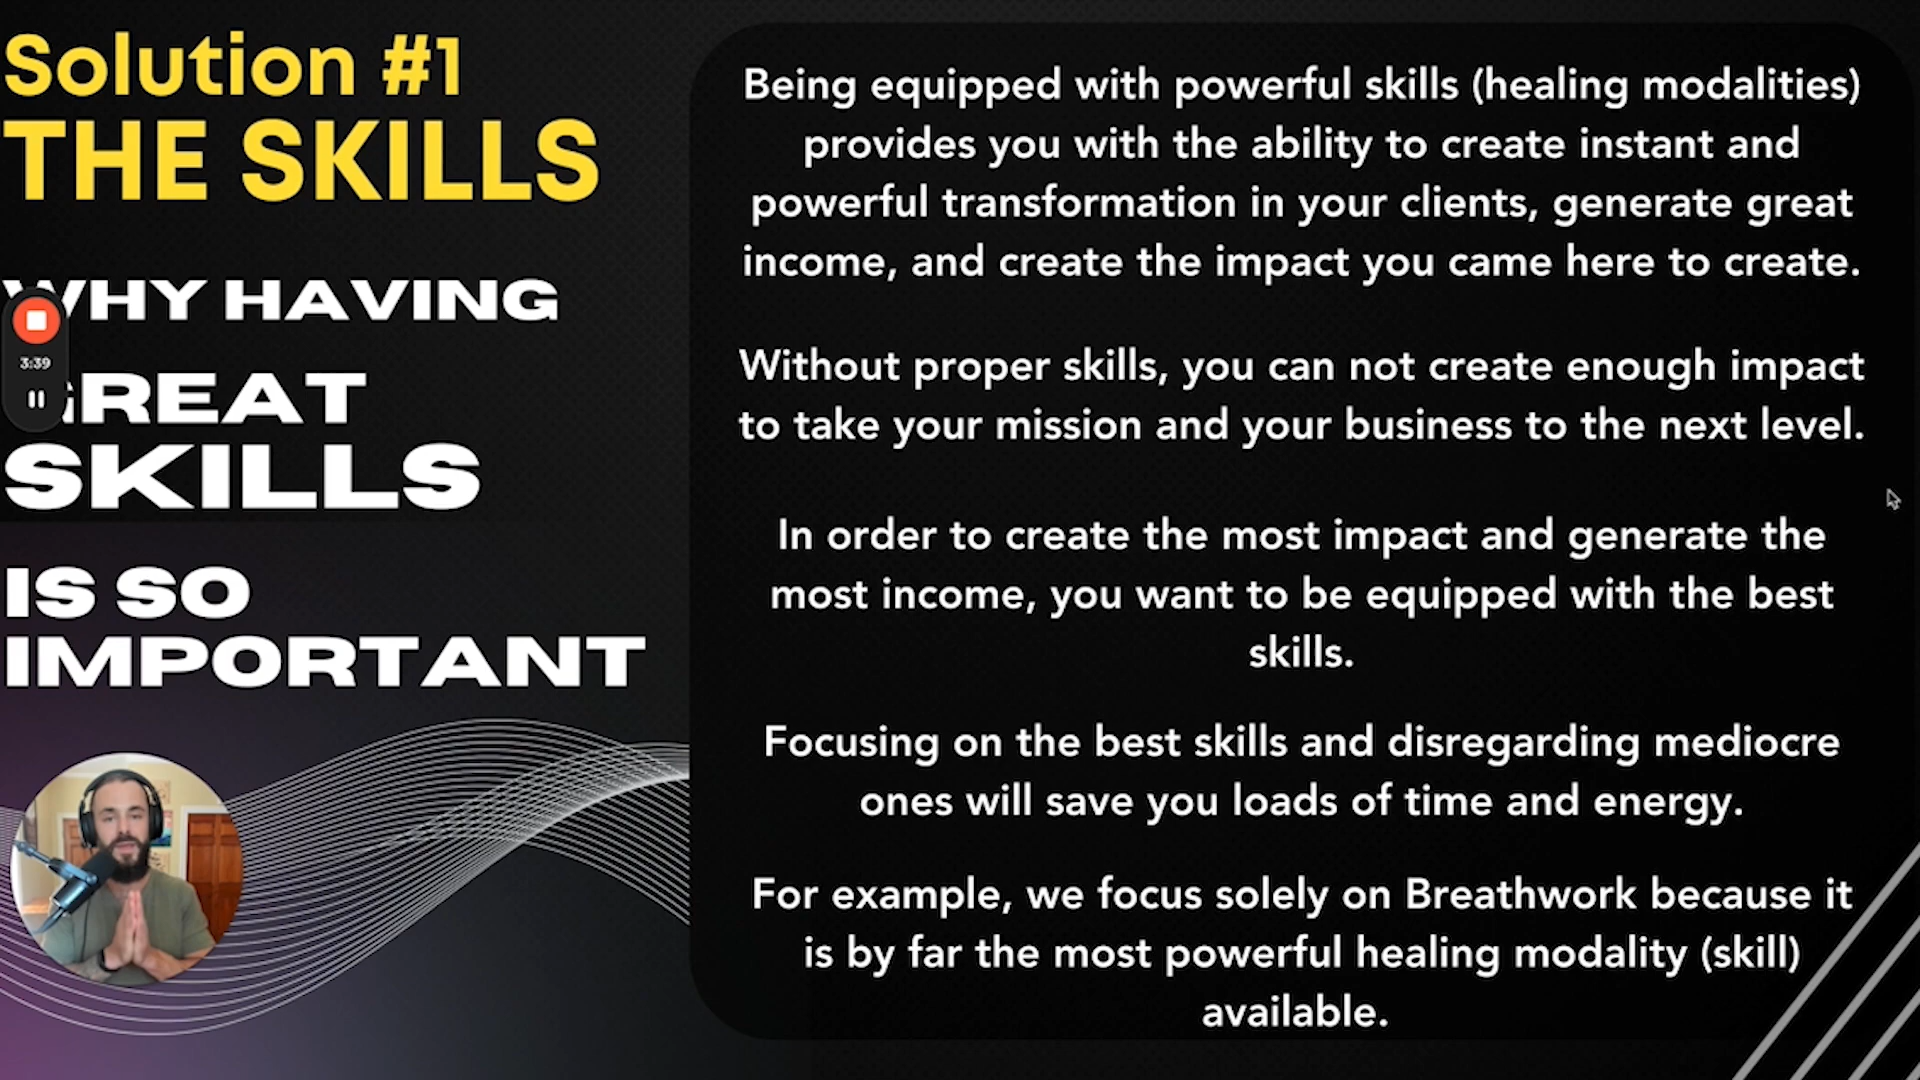 Solution #1
THE SKILLS
WHY HAVING
GREAT
SKILLS
IS SO
IMPORTANT
3:39
Being equipped with powerful skills (healing modalities)
provides you with the ability to create instant and
powerful transformation in your clients, generate great
income, and create the impact you came here to create.
Without proper skills, you can not create enough impact
to take your mission and your business to the next level.
In order to create the most impact and generate the
most income, you want to be equipped with the best
skills.
Focusing on the best skills and disregarding mediocre
ones will save you loads of time and energy.
For example, we focus solely on Breathwork because it
is by far the most powerful healing modality (skill)
available.